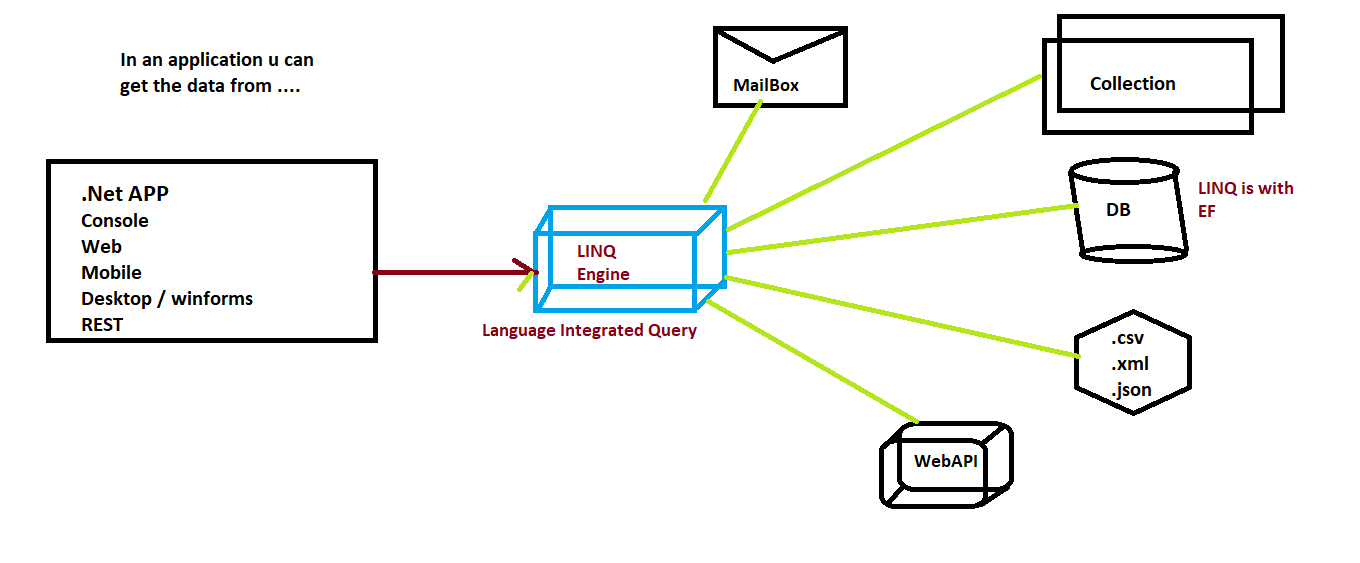 In an application u can
get the data from ....
MailBox
Collection
.Net APP
Console
Web
Mobile
Desktop / winforms
REST
LINQ
Engine
Language Integrated Query
DB
LINQ is with
EF
.csv
.xml
.json
WebAPI